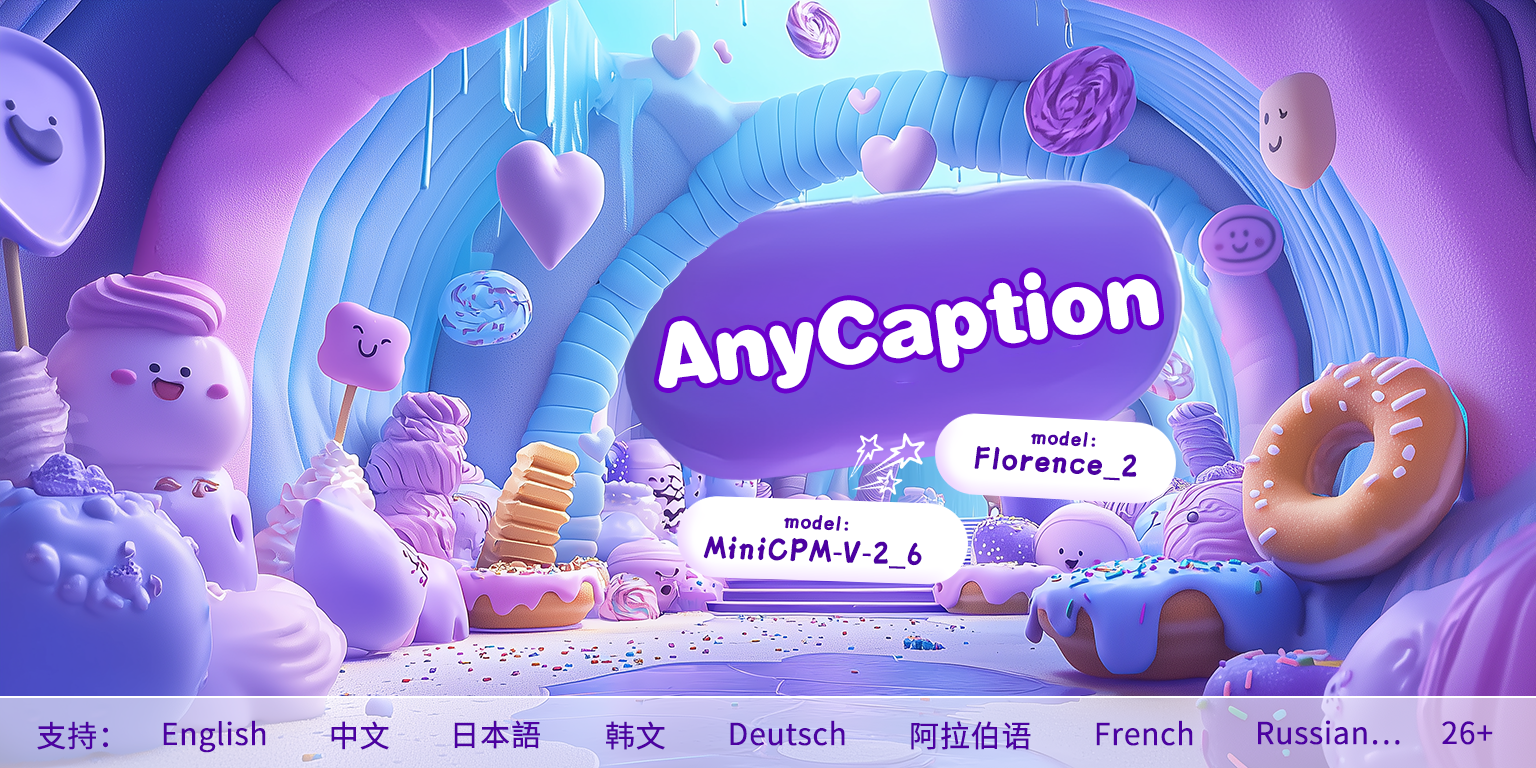 AnyCaption
model:
Florence_2
model:
MiniCPM-V-2_6
支持： English 中文 日本語 韩文 Deutsch 阿拉伯语 French Russian... 26+